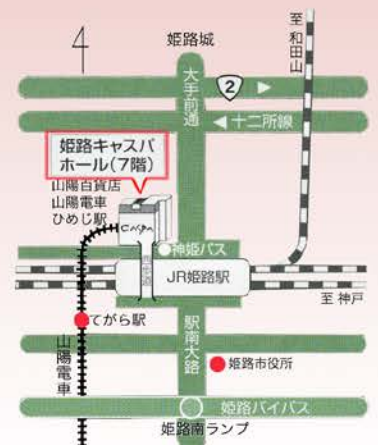 姫路城
至 和田山
大手前通
2
十二所線
姫路キャスパ
ホール(7階)
山陽百貨店
山陽電車
ひめじ駅
CASPA
神姫バス
JR姫路駅
至 神戸
てがら駅
山陽電車
駅南大路
姫路市役所
姫路バイパス
姫路南ランプ